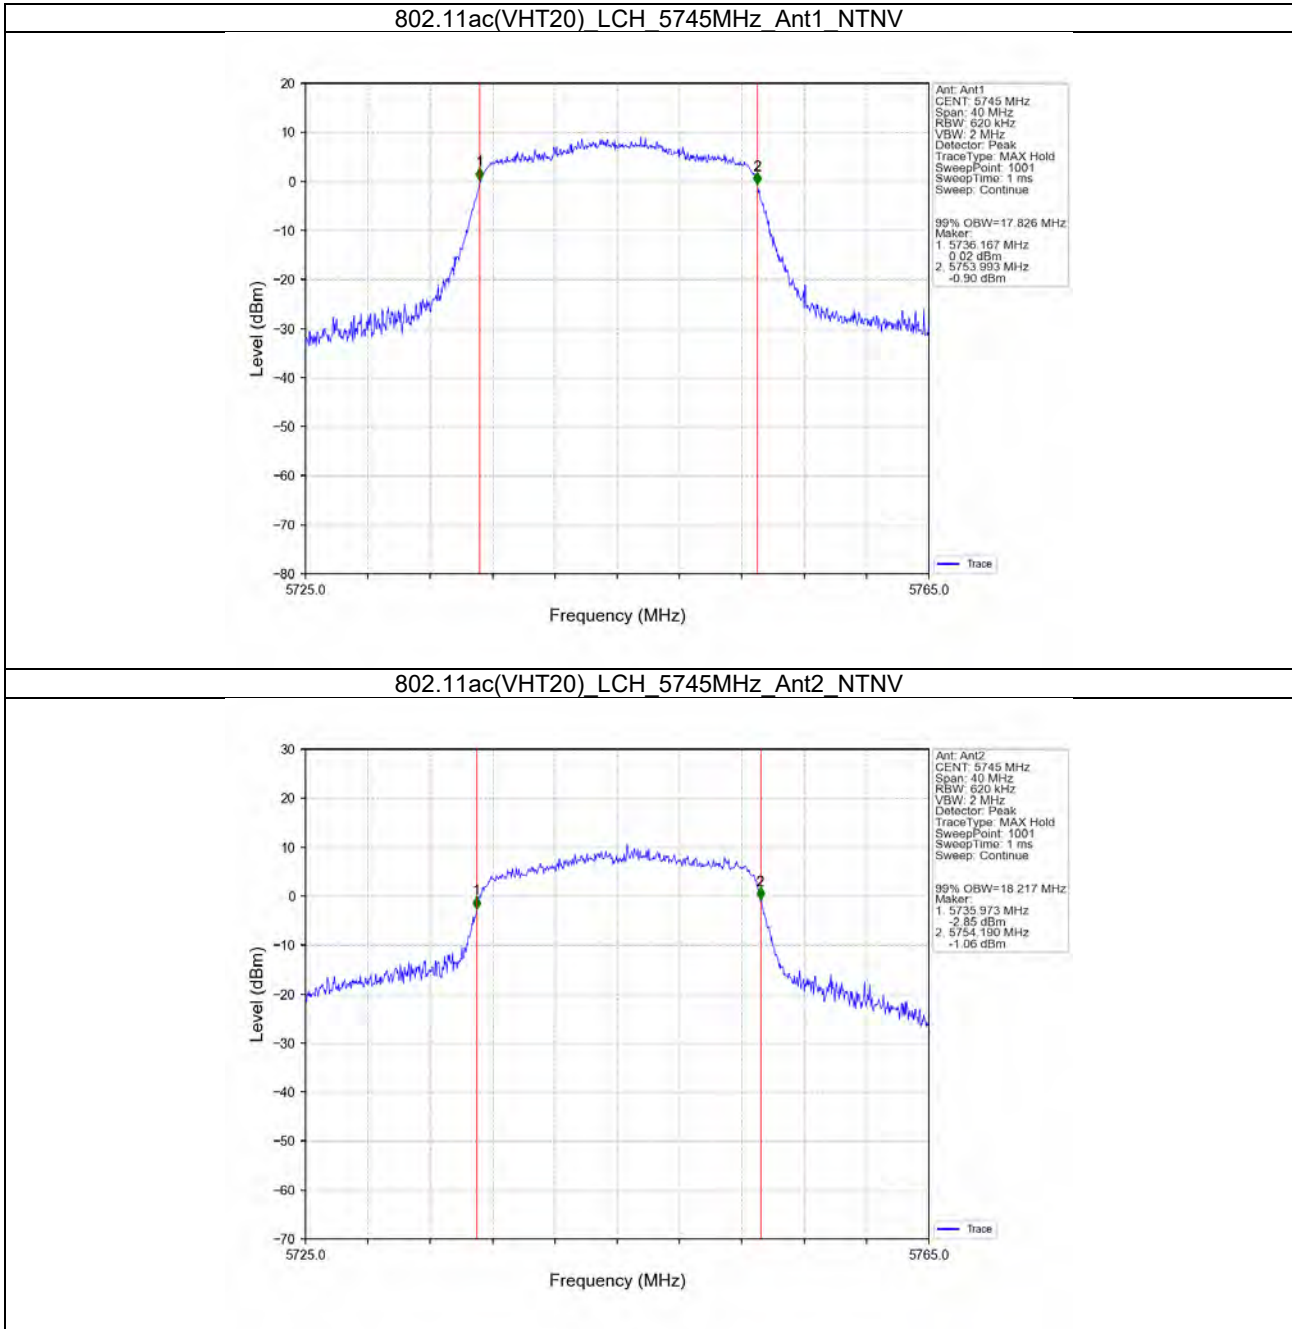 802.11ac(VHT20)_LCH_5745MHz_Ant1_NTNV
20
10
0
−10
−20
−30
−40
−50
−60
−70
−80
Level (dBm)
1
2
5725.0
5765.0
Frequency (MHz)
Ant: Ant1
CENT: 5745 MHz
Span: 40 MHz
RBW: 620 kHz
VBW: 2 MHz
Detector: Peak
TraceType: MAX Hold
SweepPoint: 1001
SweepTime: 1 ms
Sweep: Continue
99% OBW=17.826 MHz
Maker:
1. 5736.167 MHz
0.02 dBm
2. 5753.993 MHz
-0.90 dBm
Trace
802.11ac(VHT20)_LCH_5745MHz_Ant2_NTNV
30
20
10
0
−10
−20
−30
−40
−50
−60
−70
Level (dBm)
1
2
5725.0
5765.0
Frequency (MHz)
Ant: Ant2
CENT: 5745 MHz
Span: 40 MHz
RBW: 620 kHz
VBW: 2 MHz
Detector: Peak
TraceType: MAX Hold
SweepPoint: 1001
SweepTime: 1 ms
Sweep: Continue
99% OBW=18.217 MHz
Maker:
1. 5735.973 MHz
-2.85 dBm
2. 5754.190 MHz
-1.06 dBm
Trace